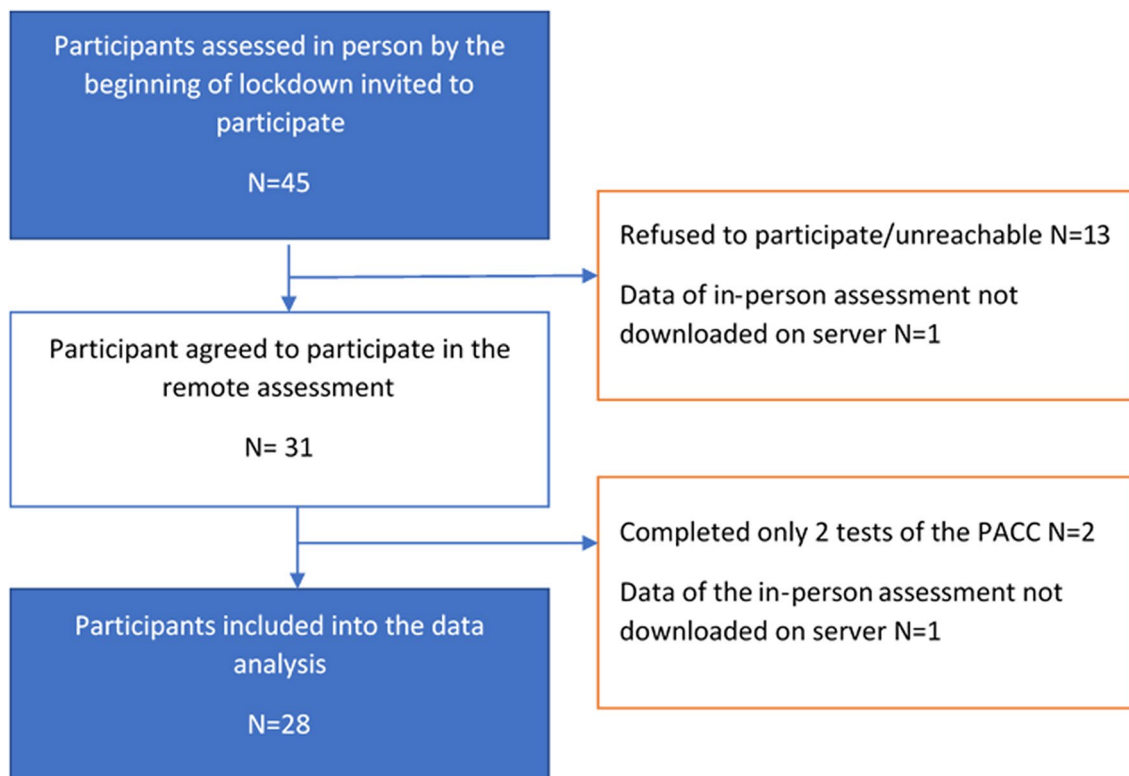 Participants assessed in person by the
beginning of lockdown invited to
participate
N=45
Refused to participate/unreachable N=13
Data of in-person assessment not
downloaded on server N=1
Participant agreed to participate in the
remote assessment
N= 31
Completed only 2 tests of the PACC N=2
Data of the in-person assessment not
downloaded on server N=1
Participants included into the data
analysis
N=28